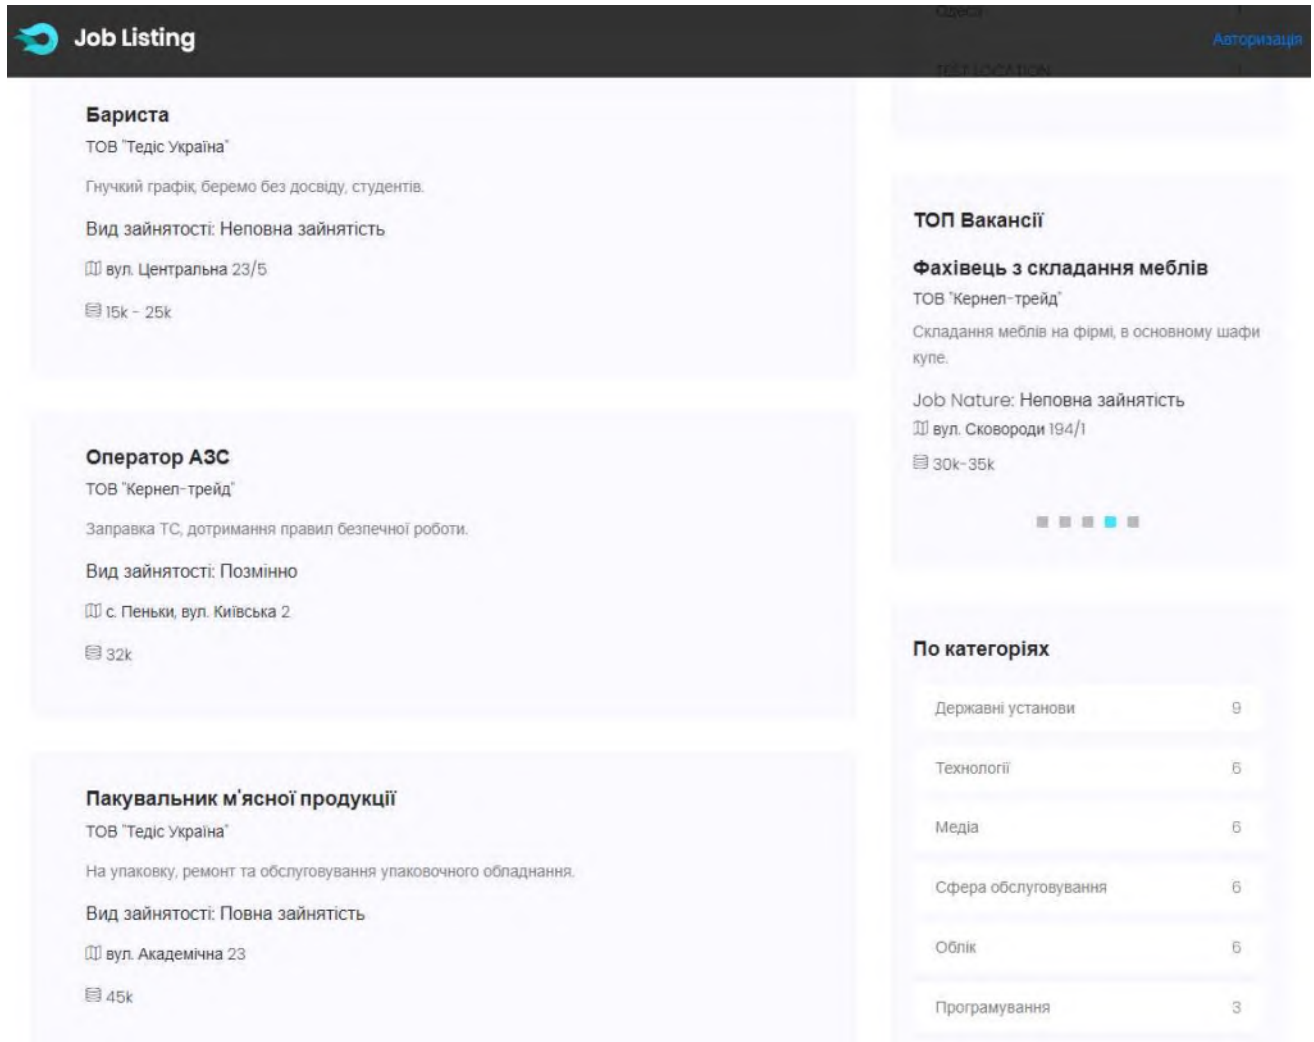 Job Listing
Одеса 1
Авторизація
TEST LOCATION
Бариста
ТОВ "Тедіс Україна"
Гнучкий графік, беремо без досвіду, студентів.
Вид зайнятості: Неповна зайнятість
вул. Центральна 23/5
15k - 25k
Оператор АЗС
ТОВ "Кернел-трейд"
Заправка ТС, дотримання правил безпечної роботи.
Вид зайнятості: Позмінно
с. Пеньки, вул. Київська 2
32k
Пакувальник м'ясної продукції
ТОВ "Тедіс Україна"
На упаковку, ремонт та обслуговування упаковочного обладнання.
Вид зайнятості: Повна зайнятість
вул. Академічна 23
45k
ТОП Вакансії
Фахівець з складання меблів
ТОВ "Кернел-трейд"
Складання меблів на фірмі, в основному шафи
купе.
Job Nature: Неповна зайнятість
вул. Сковороди 194/1
30k-35k
По категоріях
Державні установи 9
Технології 6
Медіа 6
Сфера обслуговування 6
Облік 6
Програмування 3